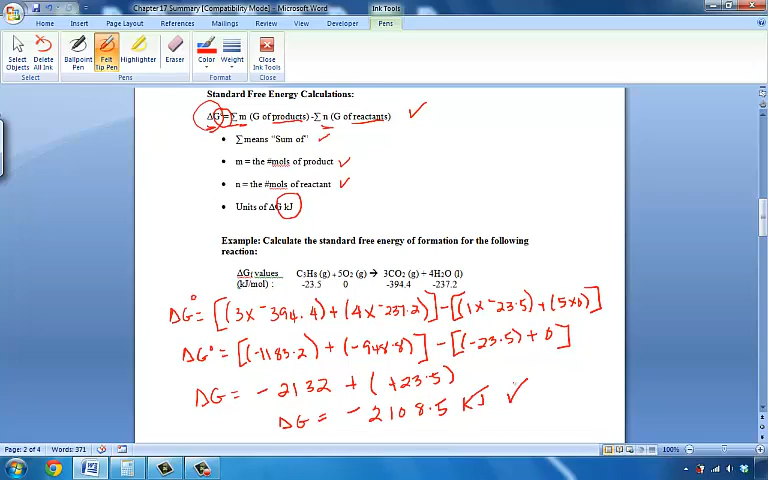 Chapter 17 Summary [Compatibility Mode] - Microsoft Word
Ink Tools
Home Insert Page Layout References Mailings Review View Developer Pens
Select Objects
Delete All Ink
Ballpoint Pen
Felt Tip Pen
Highlighter
Eraser
Color
Weight
Close Ink Tools
Select Pens Format Close
Standard Free Energy Calculations:
ΔG°=∑ m (G of products) -∑ n (G of reactants) ✓
• ∑ means "Sum of" ✓
• m = the #mols of product ✓
• n = the #mols of reactant ✓
• Units of ΔG kJ
Example: Calculate the standard free energy of formation for the following
reaction:
ΔGf values C3H8 (g) + 5O2 (g) → 3CO2 (g) + 4H2O (l)
(kJ/mol) : -23.5 0 -394.4 -237.2
ΔG° = [(3x-394.4)+(4x-237.2)]-[(1x-23.5)+(5x0)]
ΔG° = [(-1183.2) + (-948.8)] - [(-23.5)+0]
ΔG = -2132 + (+23.5)
ΔG = -2108.5 KJ ✓
Page: 2 of 4 Words: 371 100%